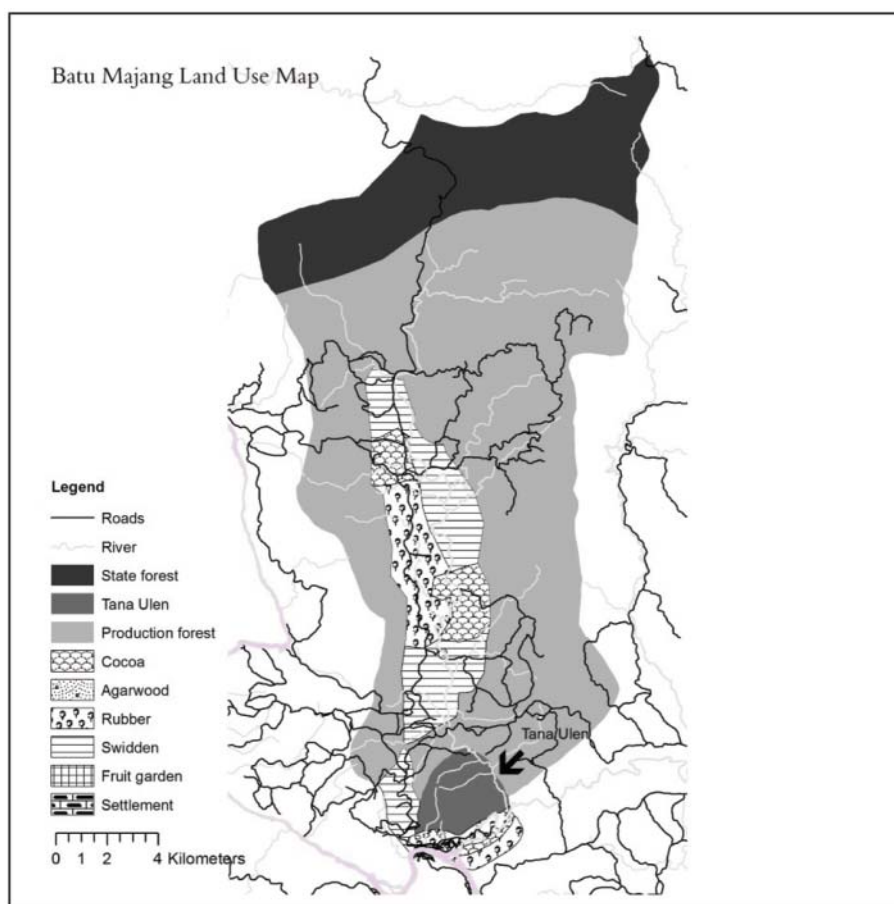 Batu Majang Land Use Map
Legend
Roads
River
State forest
Tana Ulen
Production forest
Cocoa
Agarwood
Rubber
Swidden
Fruit garden
Settlement
0 1 2 4 Kilometers
Tana Ulen